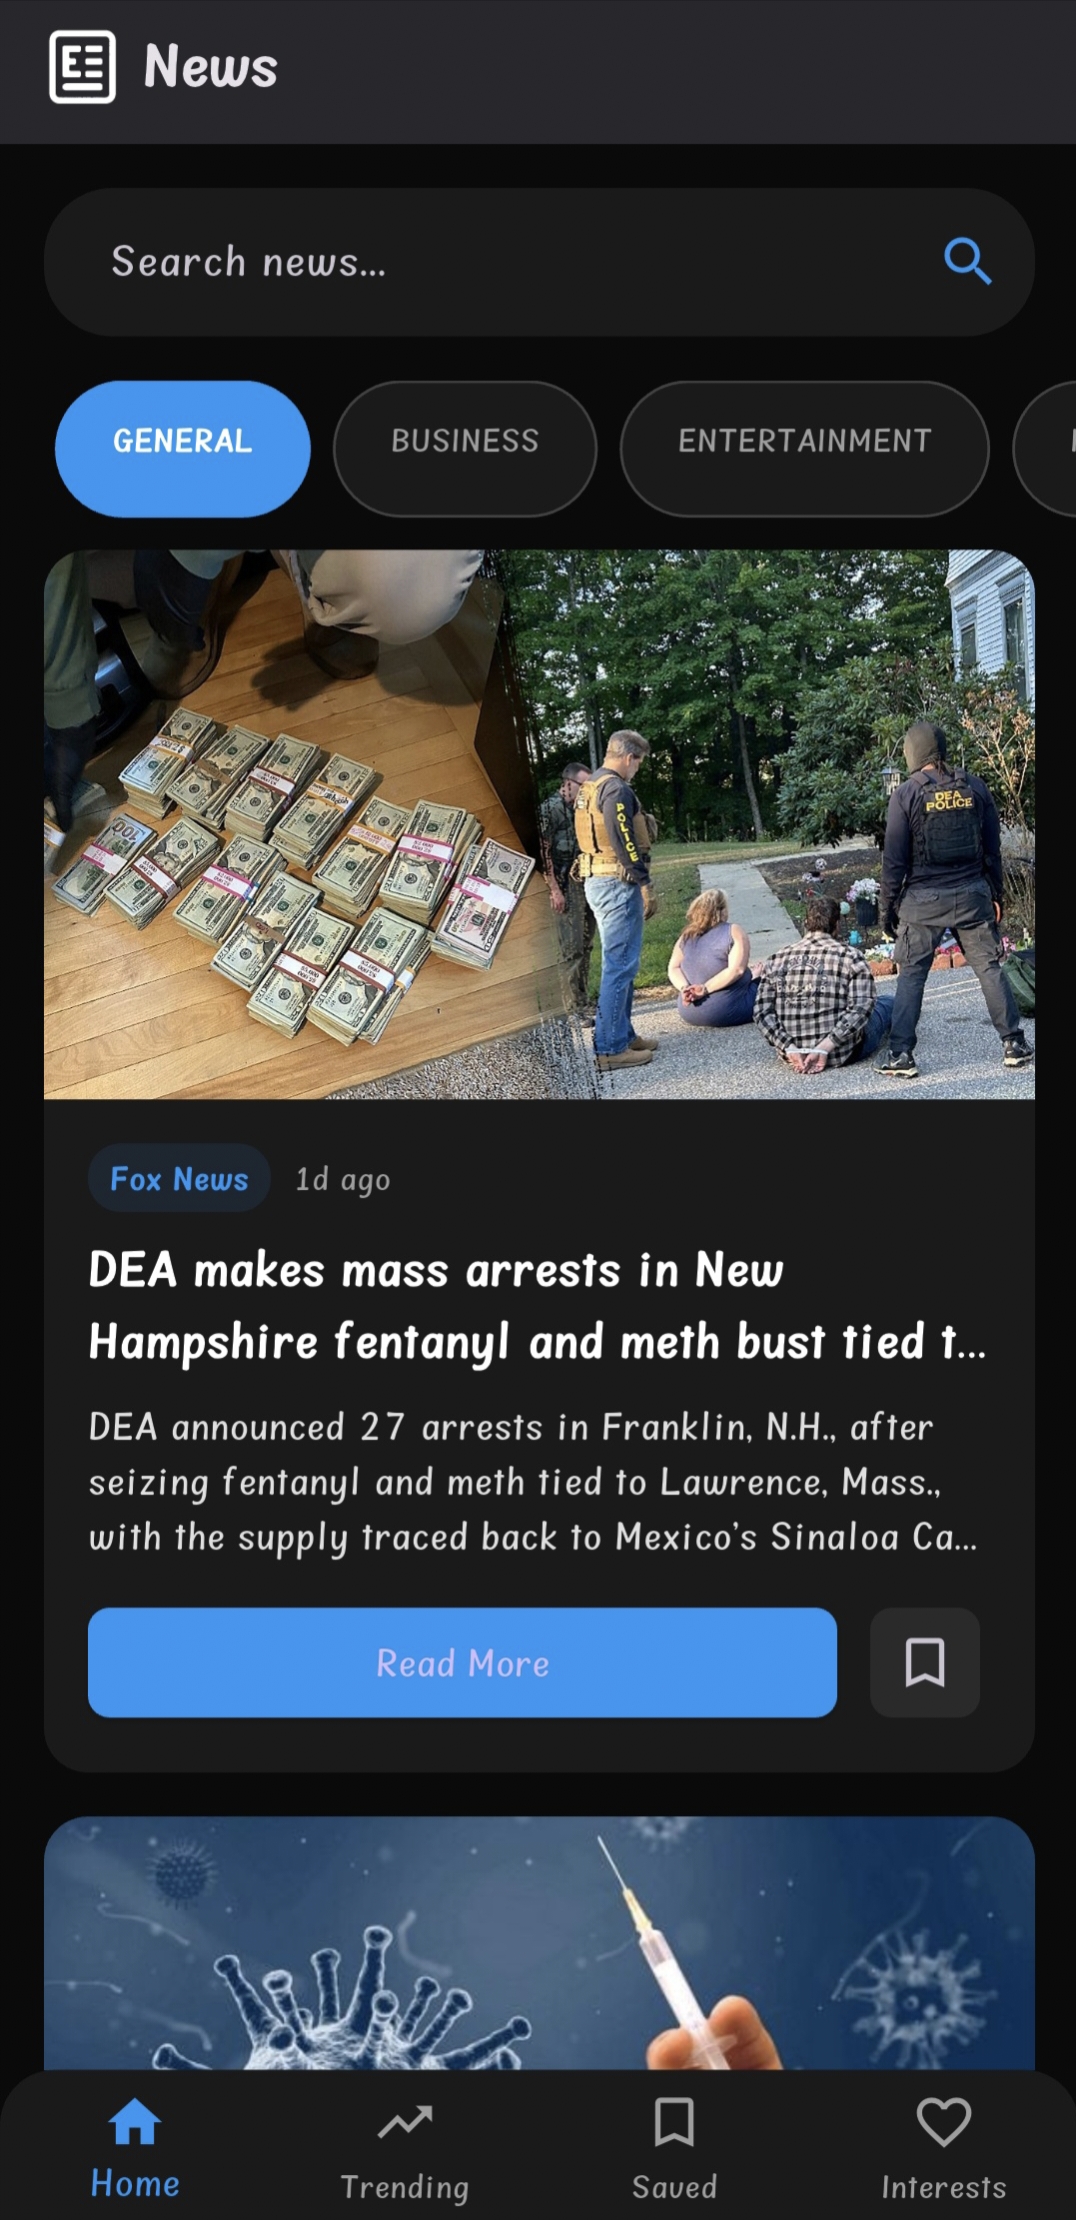 News
Search news...
GENERAL
BUSINESS
ENTERTAINMENT
POLICE
DEA
POLICE
Fox News
1d ago
DEA makes mass arrests in New
Hampshire fentanyl and meth bust tied t...
DEA announced 27 arrests in Franklin, N.H., after
seizing fentanyl and meth tied to Lawrence, Mass.,
with the supply traced back to Mexico’s Sinaloa Ca...
Read More
Home
Trending
Saved
Interests